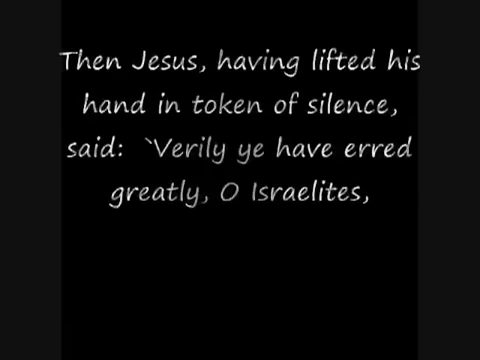 Then Jesus, having lifted his
hand in token of silence,
said: `Verily ye have erred
greatly, O Israelites,